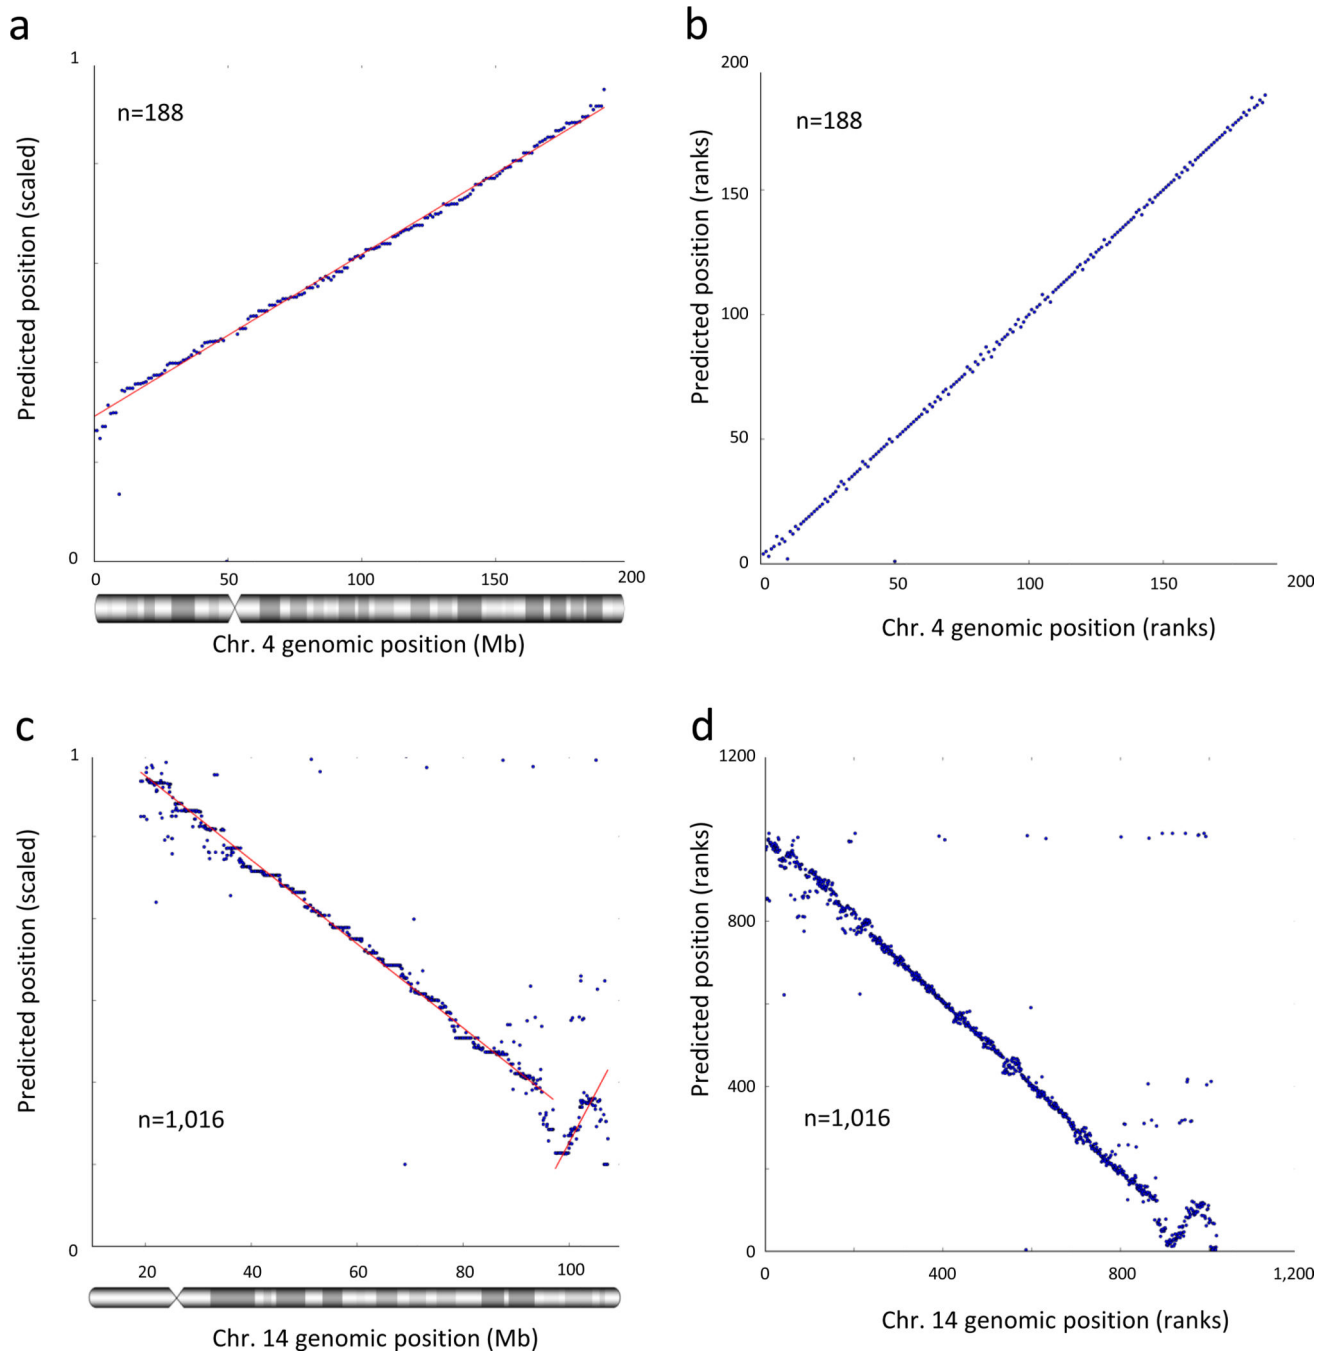 a
1
n=188
Predicted position (scaled)
0
0 50 100 150 200
Chr. 4 genomic position (Mb)
b
200
n=188
150
Predicted position (ranks)
100
50
0
0 50 100 150 200
Chr. 4 genomic position (ranks)
c
1
Predicted position (scaled)
n=1,016
0
20 40 60 80 100
Chr. 14 genomic position (Mb)
d
1200
Predicted position (ranks)
800
400
n=1,016
0
0 400 800 1,200
Chr. 14 genomic position (ranks)